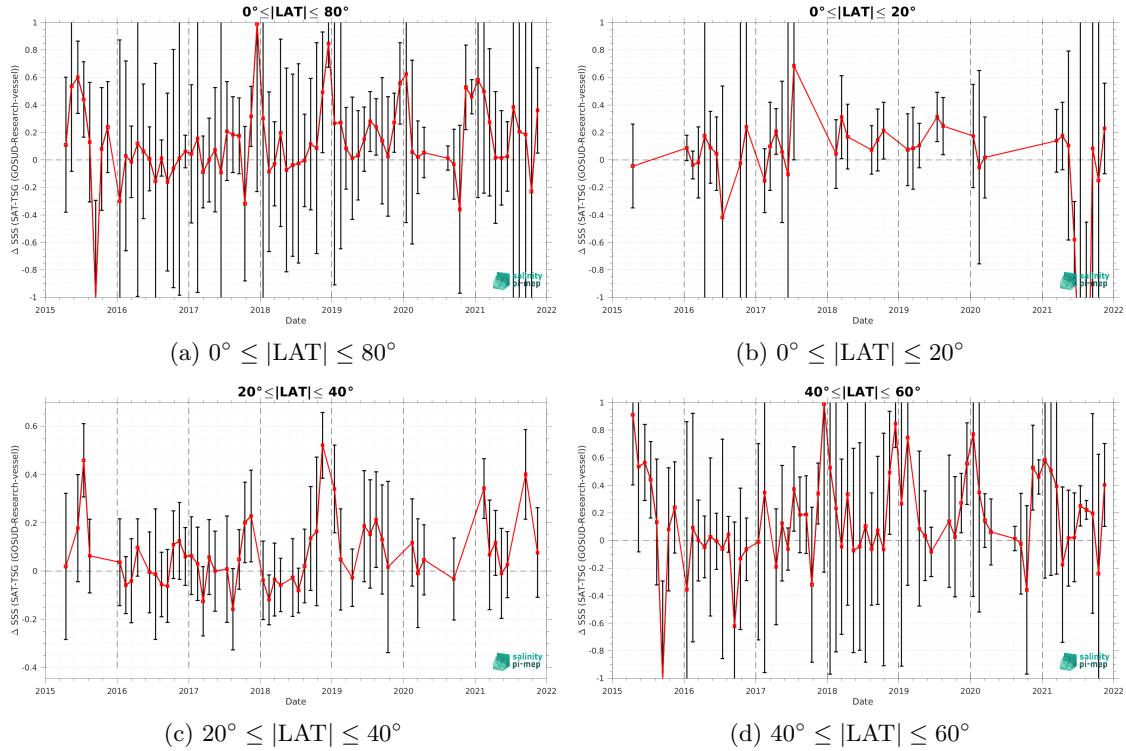 0°≤|LAT|≤ 80°
Δ SSS (SAT-TSG (GOSUD-Research-vessel))
1
0.8
0.6
0.4
0.2
0
-0.2
-0.4
-0.6
-0.8
-1
2015 2016 2017 2018 2019 2020 2021 2022
Date
salinity
pi-mep
(a) 0° ≤ |LAT| ≤ 80°
0°≤|LAT|≤ 20°
Δ SSS (SAT-TSG (GOSUD-Research-vessel))
1
0.8
0.6
0.4
0.2
0
-0.2
-0.4
-0.6
-0.8
-1
2015 2016 2017 2018 2019 2020 2021 2022
Date
salinity
pi-mep
(b) 0° ≤ |LAT| ≤ 20°
20°≤|LAT|≤ 40°
Δ SSS (SAT-TSG (GOSUD-Research-vessel))
0.6
0.4
0.2
0
-0.2
-0.4
2015 2016 2017 2018 2019 2020 2021 2022
Date
salinity
pi-mep
(c) 20° ≤ |LAT| ≤ 40°
40°≤|LAT|≤ 60°
Δ SSS (SAT-TSG (GOSUD-Research-vessel))
1
0.8
0.6
0.4
0.2
0
-0.2
-0.4
-0.6
-0.8
-1
2015 2016 2017 2018 2019 2020 2021 2022
Date
salinity
pi-mep
(d) 40° ≤ |LAT| ≤ 60°